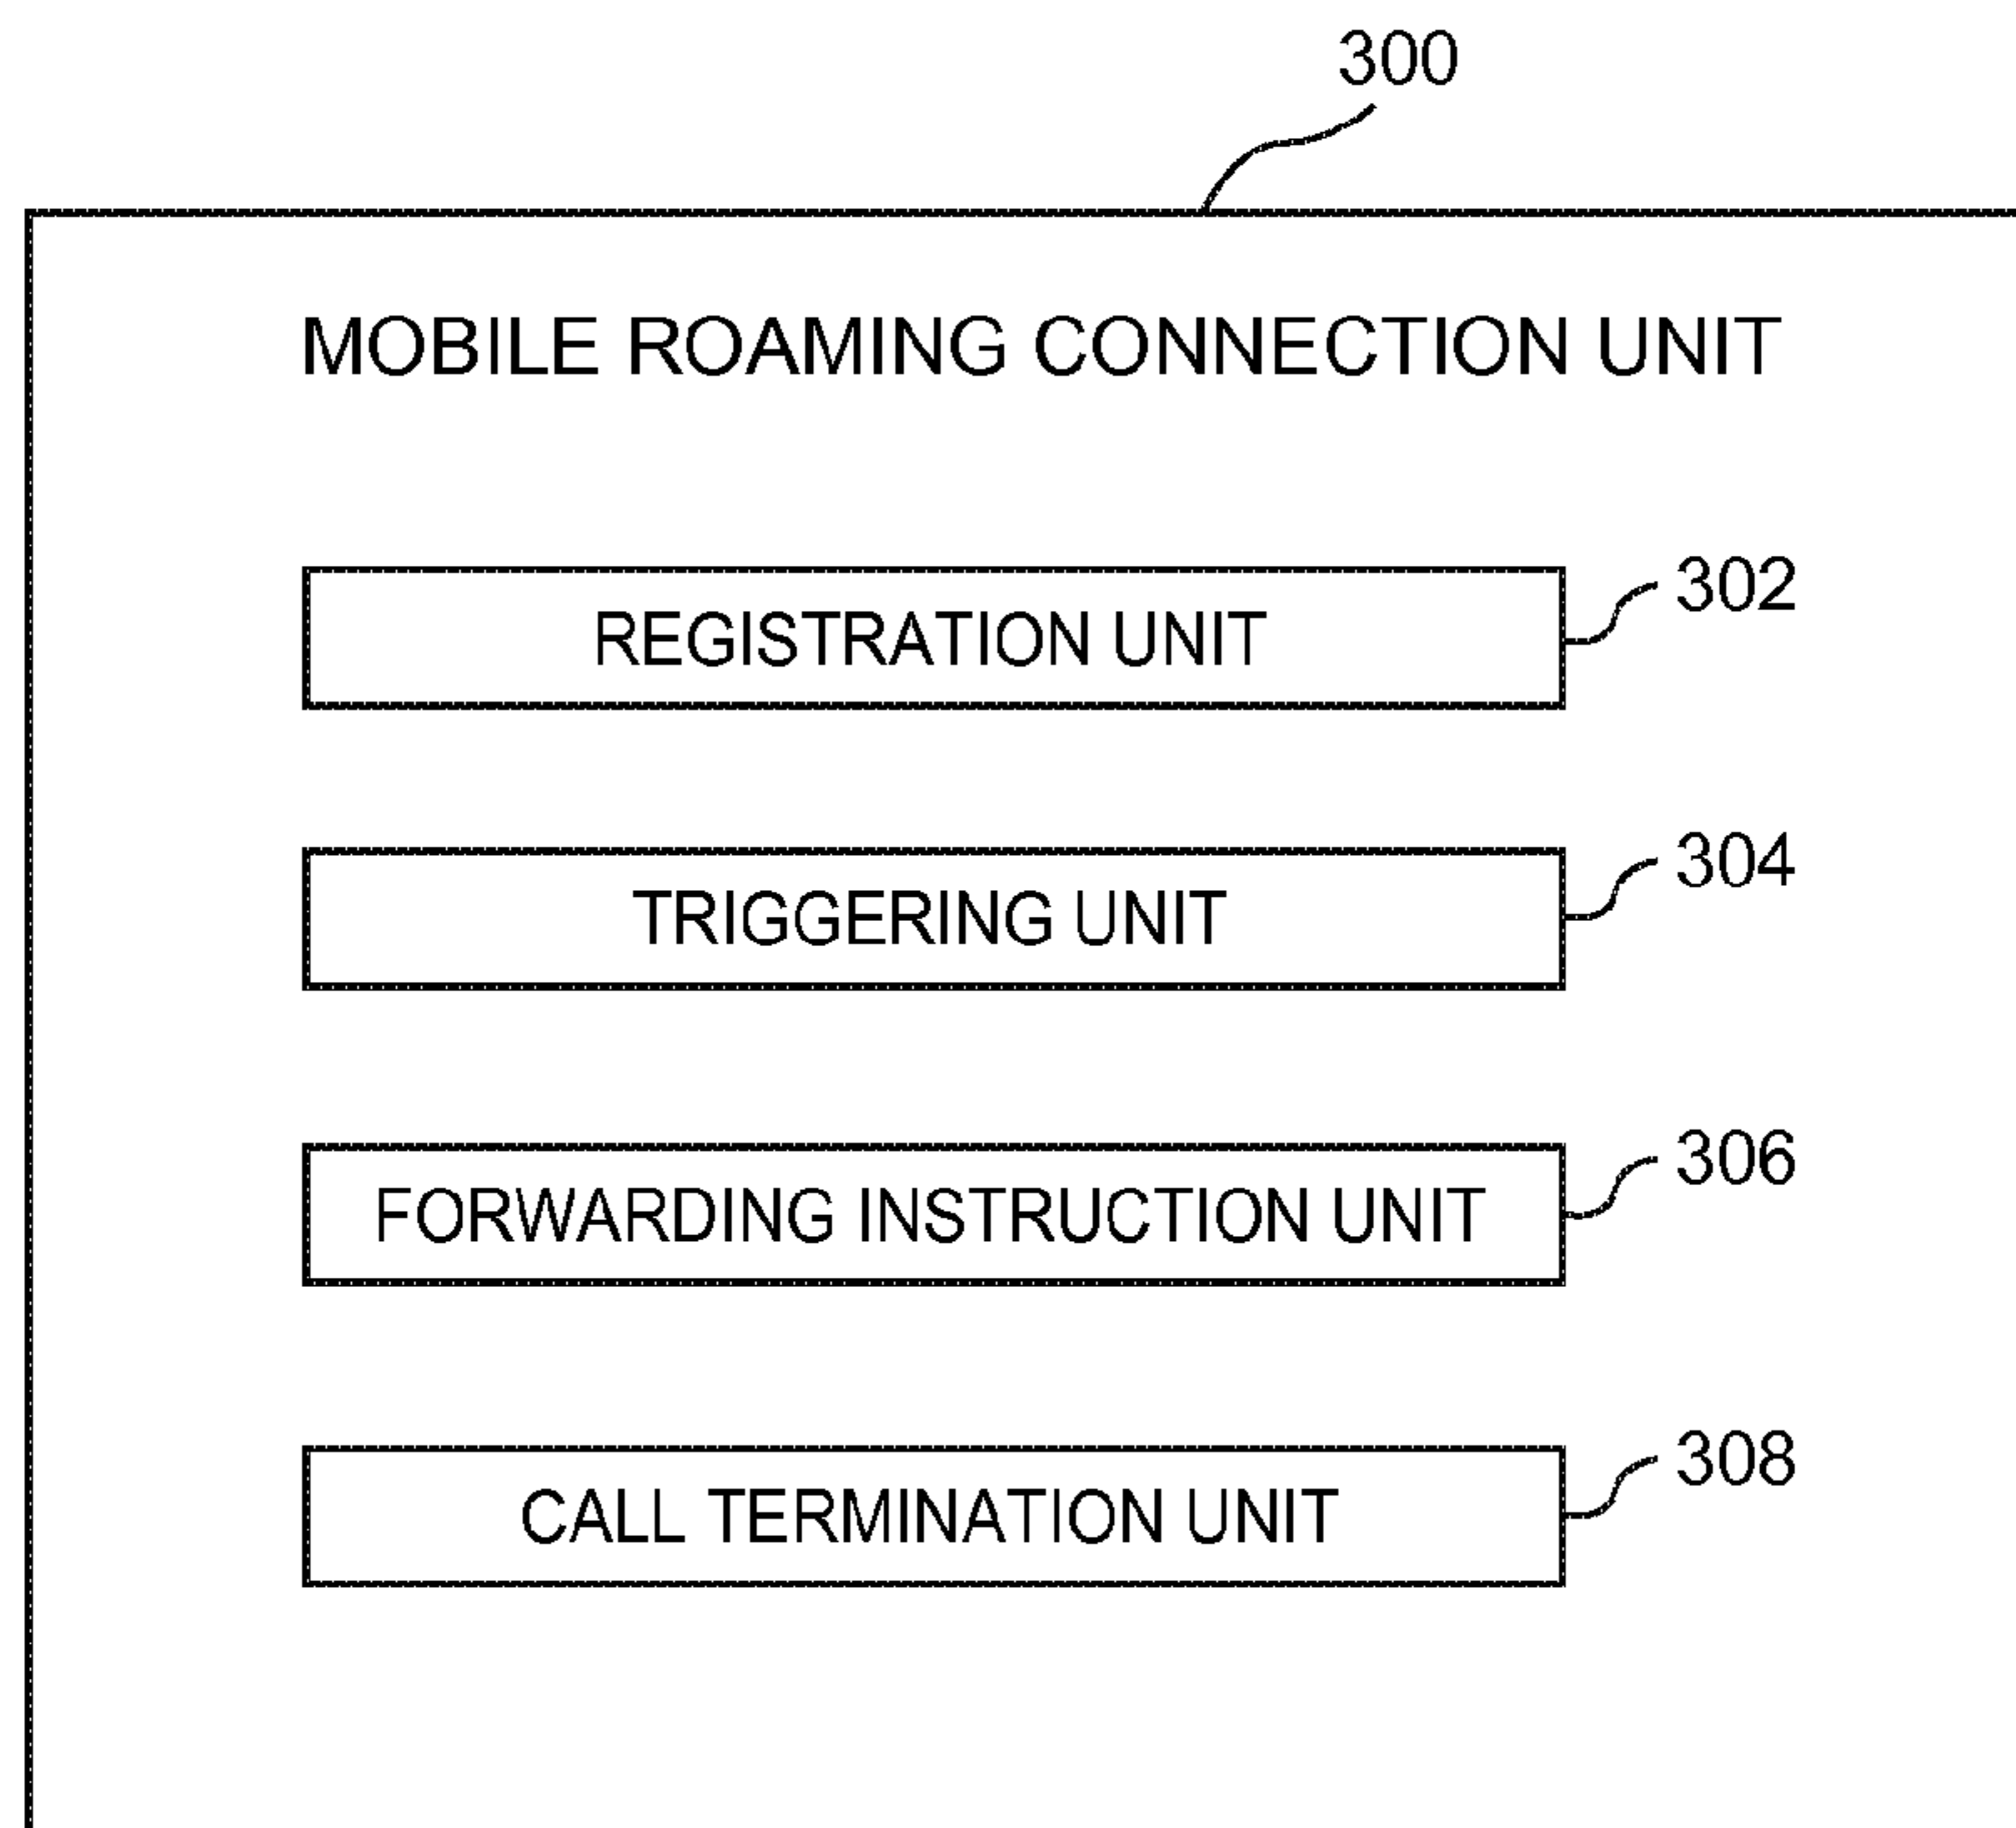 300
MOBILE ROAMING CONNECTION UNIT
REGISTRATION UNIT
302
TRIGGERING UNIT
304
FORWARDING INSTRUCTION UNIT
306
CALL TERMINATION UNIT
308